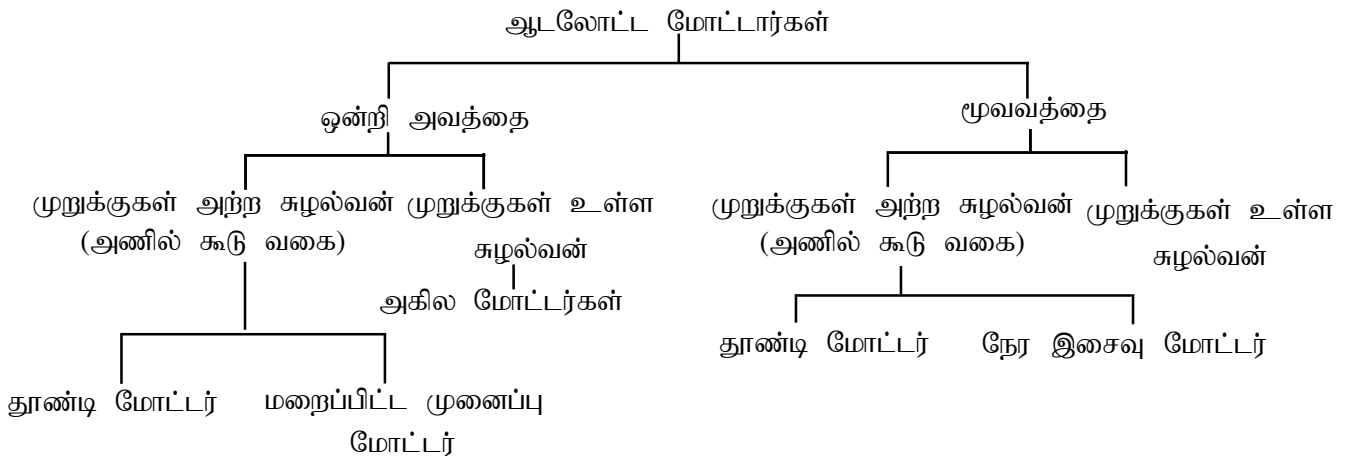 ஆடலோட்ட மோட்டார்கள்
ஒன்றி அவத்தை
மூவவத்தை
முறுக்குகள் அற்ற சுழல்வன்
(அணில் கூடு வகை)
முறுக்குகள் உள்ள
சுழல்வன்
அகில மோட்டர்கள்
தூண்டி மோட்டர்
மறைப்பிட்ட முனைப்பு
மோட்டர்
முறுக்குகள் அற்ற சுழல்வன்
(அணில் கூடு வகை)
முறுக்குகள் உள்ள
சுழல்வன்
தூண்டி மோட்டர்
நேர இசைவு மோட்டர்